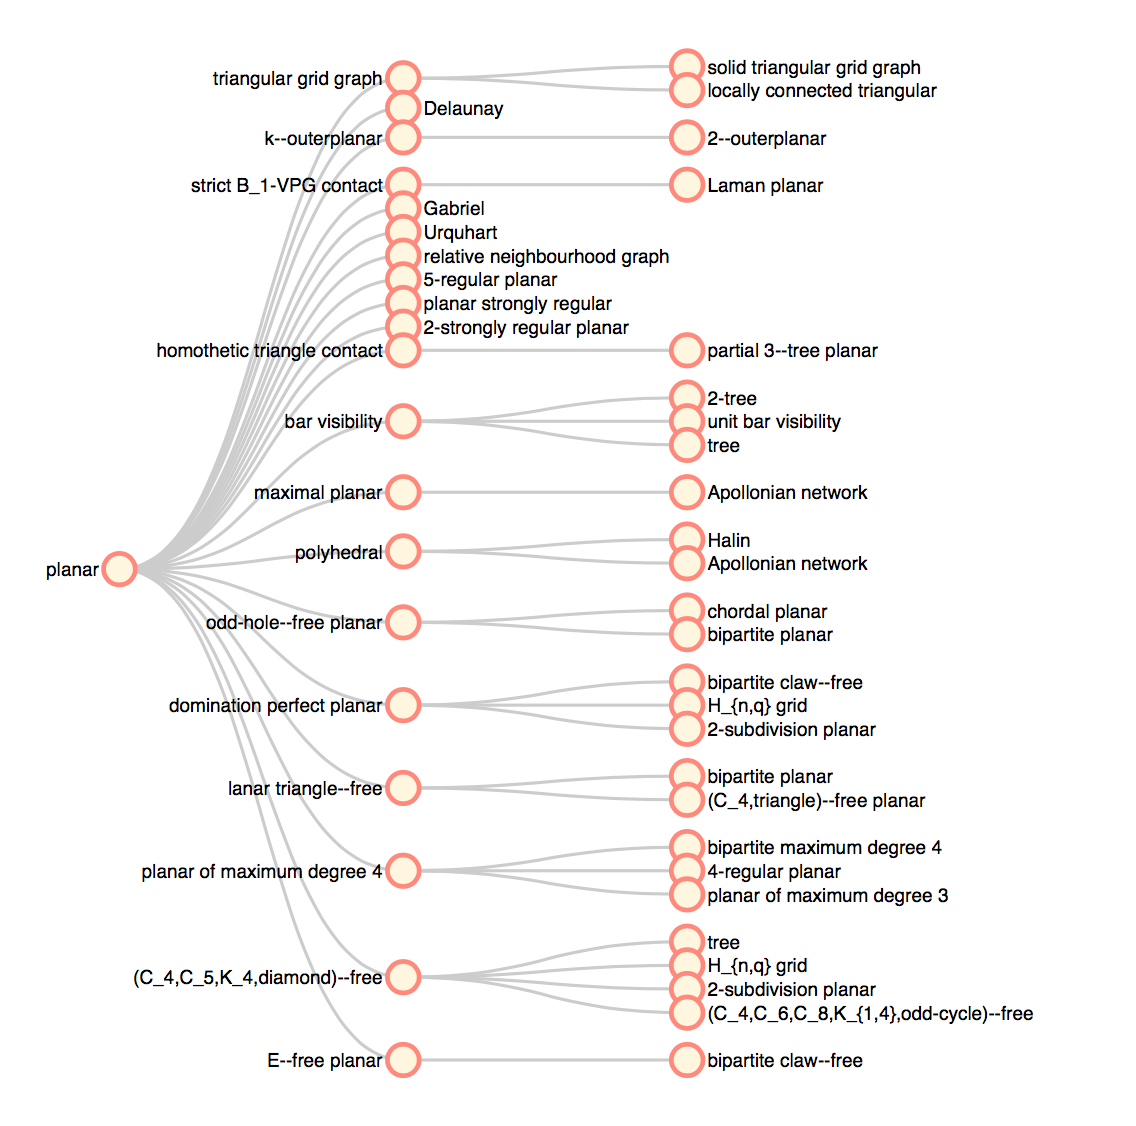 planar
triangular grid graph
solid triangular grid graph
locally connected triangular
Delaunay
k--outerplanar
2--outerplanar
strict B_1-VPG contact
Laman planar
Gabriel
Urquhart
relative neighbourhood graph
5-regular planar
planar strongly regular
2-strongly regular planar
homothetic triangle contact
partial 3--tree planar
bar visibility
2-tree
unit bar visibility
tree
maximal planar
Apollonian network
polyhedral
Halin
Apollonian network
odd-hole--free planar
chordal planar
bipartite planar
domination perfect planar
bipartite claw--free
H_{n,q} grid
2-subdivision planar
lanar triangle--free
bipartite planar
(C_4,triangle)--free planar
planar of maximum degree 4
bipartite maximum degree 4
4-regular planar
planar of maximum degree 3
(C_4,C_5,K_4,diamond)--free
tree
H_{n,q} grid
2-subdivision planar
(C_4,C_6,C_8,K_{1,4},odd-cycle)--free
E--free planar
bipartite claw--free